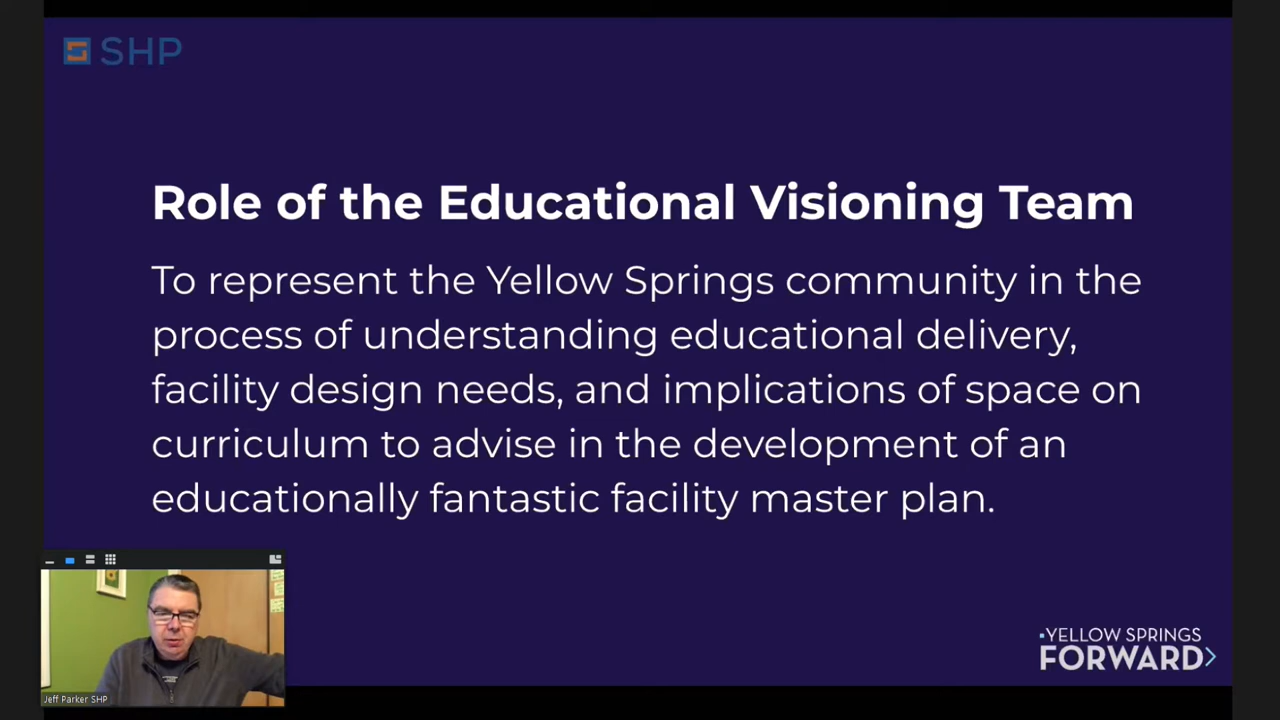 SHP
Role of the Educational Visioning Team
To represent the Yellow Springs community in the
process of understanding educational delivery,
facility design needs, and implications of space on
curriculum to advise in the development of an
educationally fantastic facility master plan.
Jeff Parker SHP
YELLOW SPRINGS
FORWARD